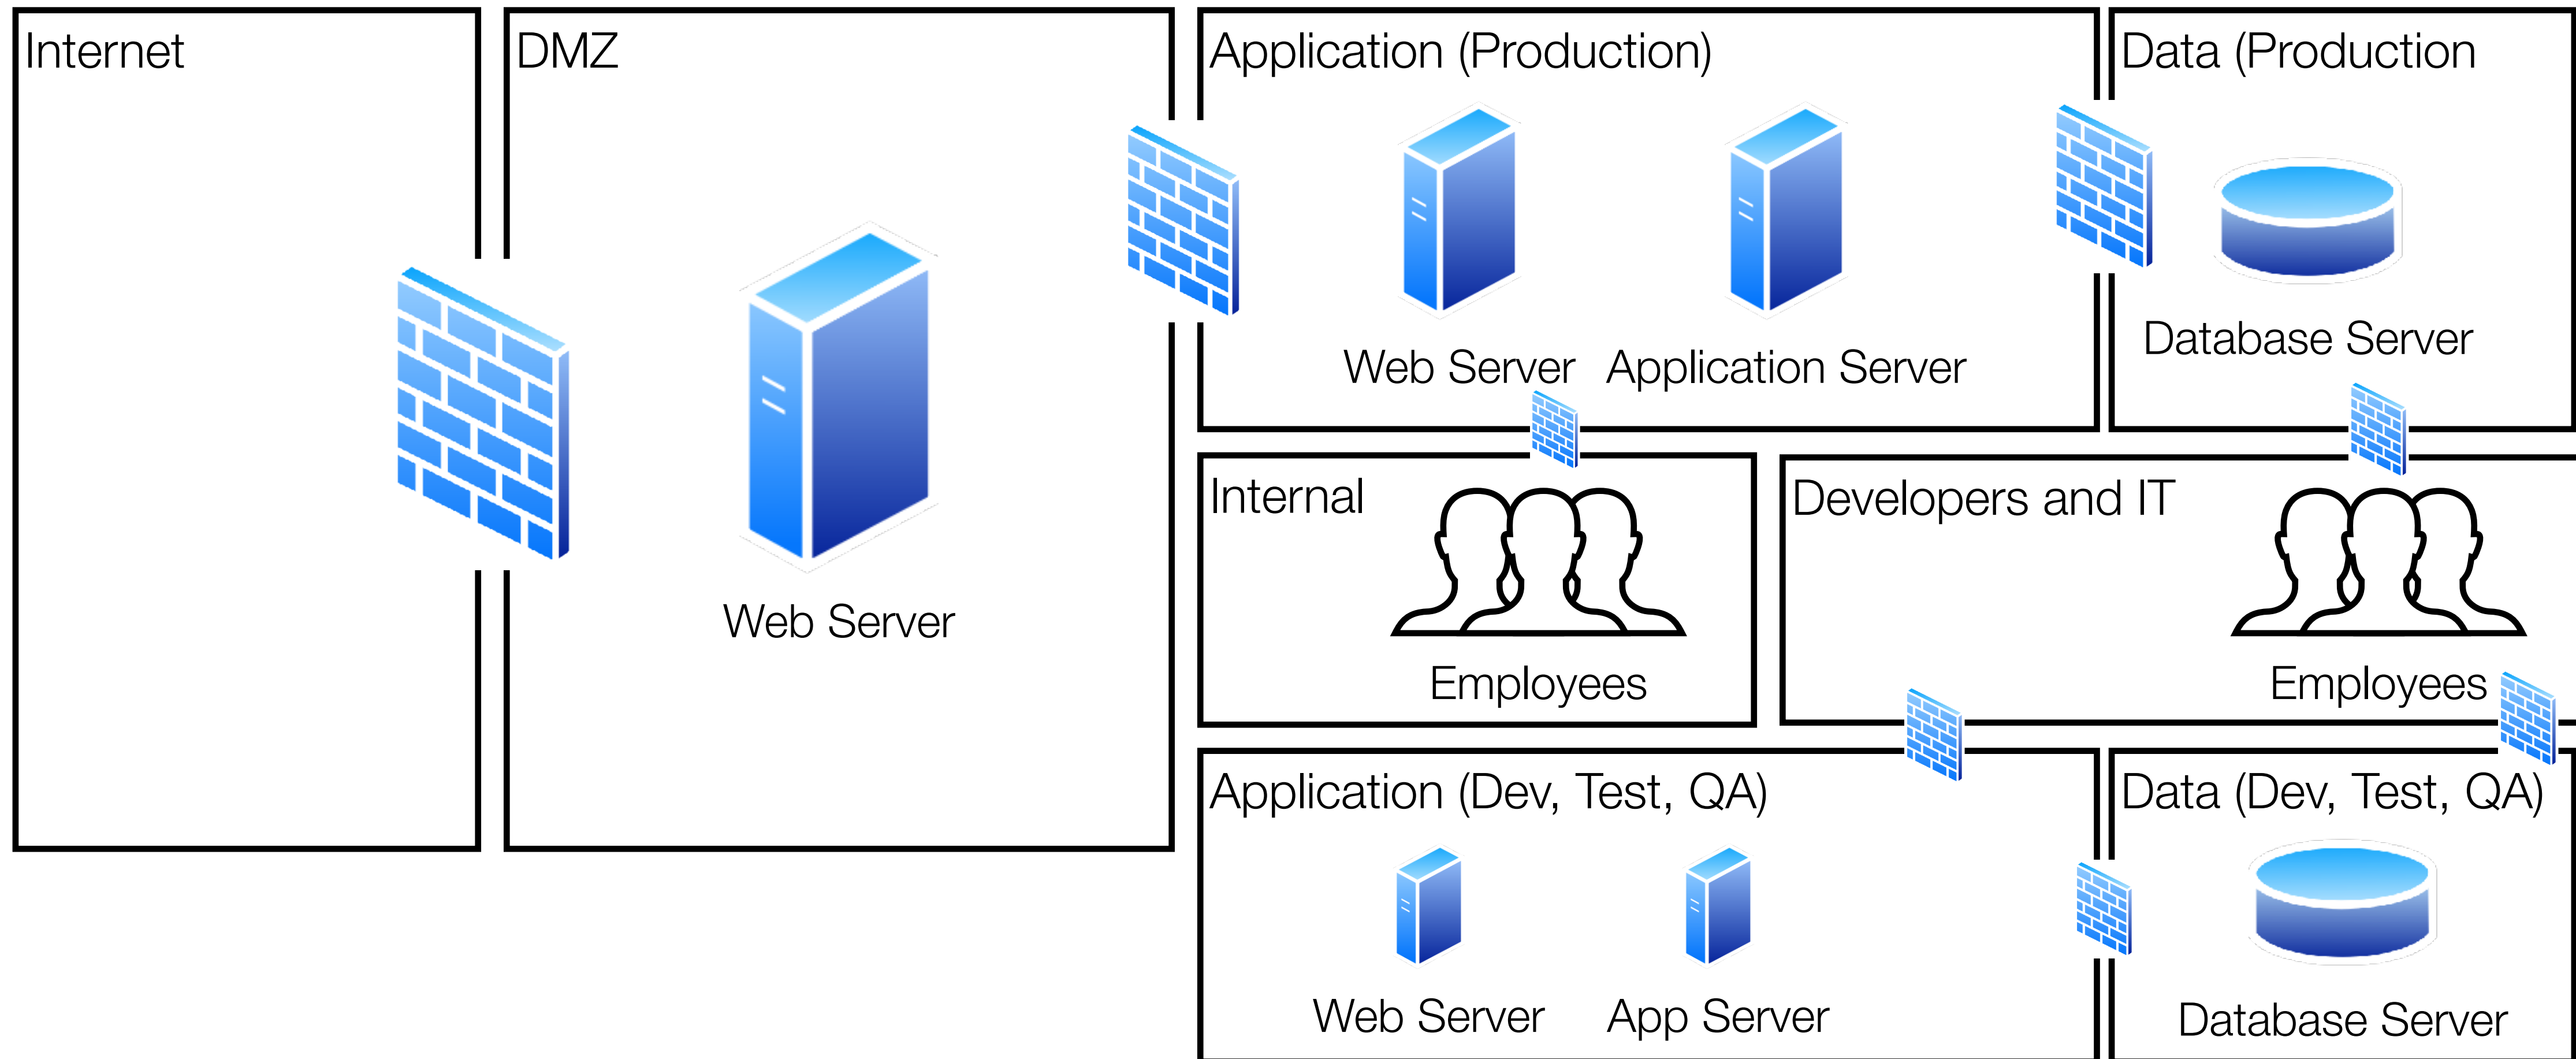 Internet
DMZ
Application (Production)
Data (Production
Web Server
Application Server
Database Server
Web Server
Internal
Employees
Developers and IT
Employees
Application (Dev, Test, QA)
Data (Dev, Test, QA)
Web Server
App Server
Database Server